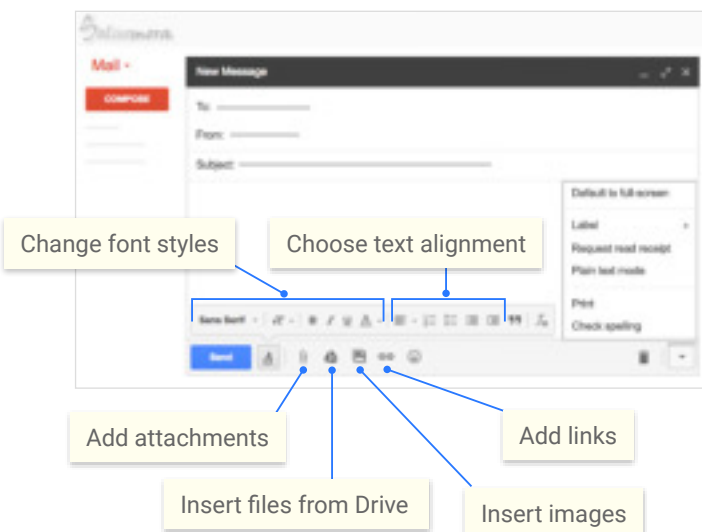 Mail
COMPOSE
New Message
To:
From:
Subject:
Default to full-screen
Label
Request read receipt
Plain text mode
Print
Check spelling
Change font styles
Choose text alignment
Sans Serif
B I U A
Send A
Add attachments
Add links
Insert files from Drive
Insert images